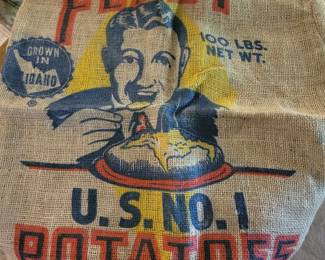 100 LBS.
NET WT.
GROWN
IN
IDAHO
®
U.S. NO. 1
POTATOES